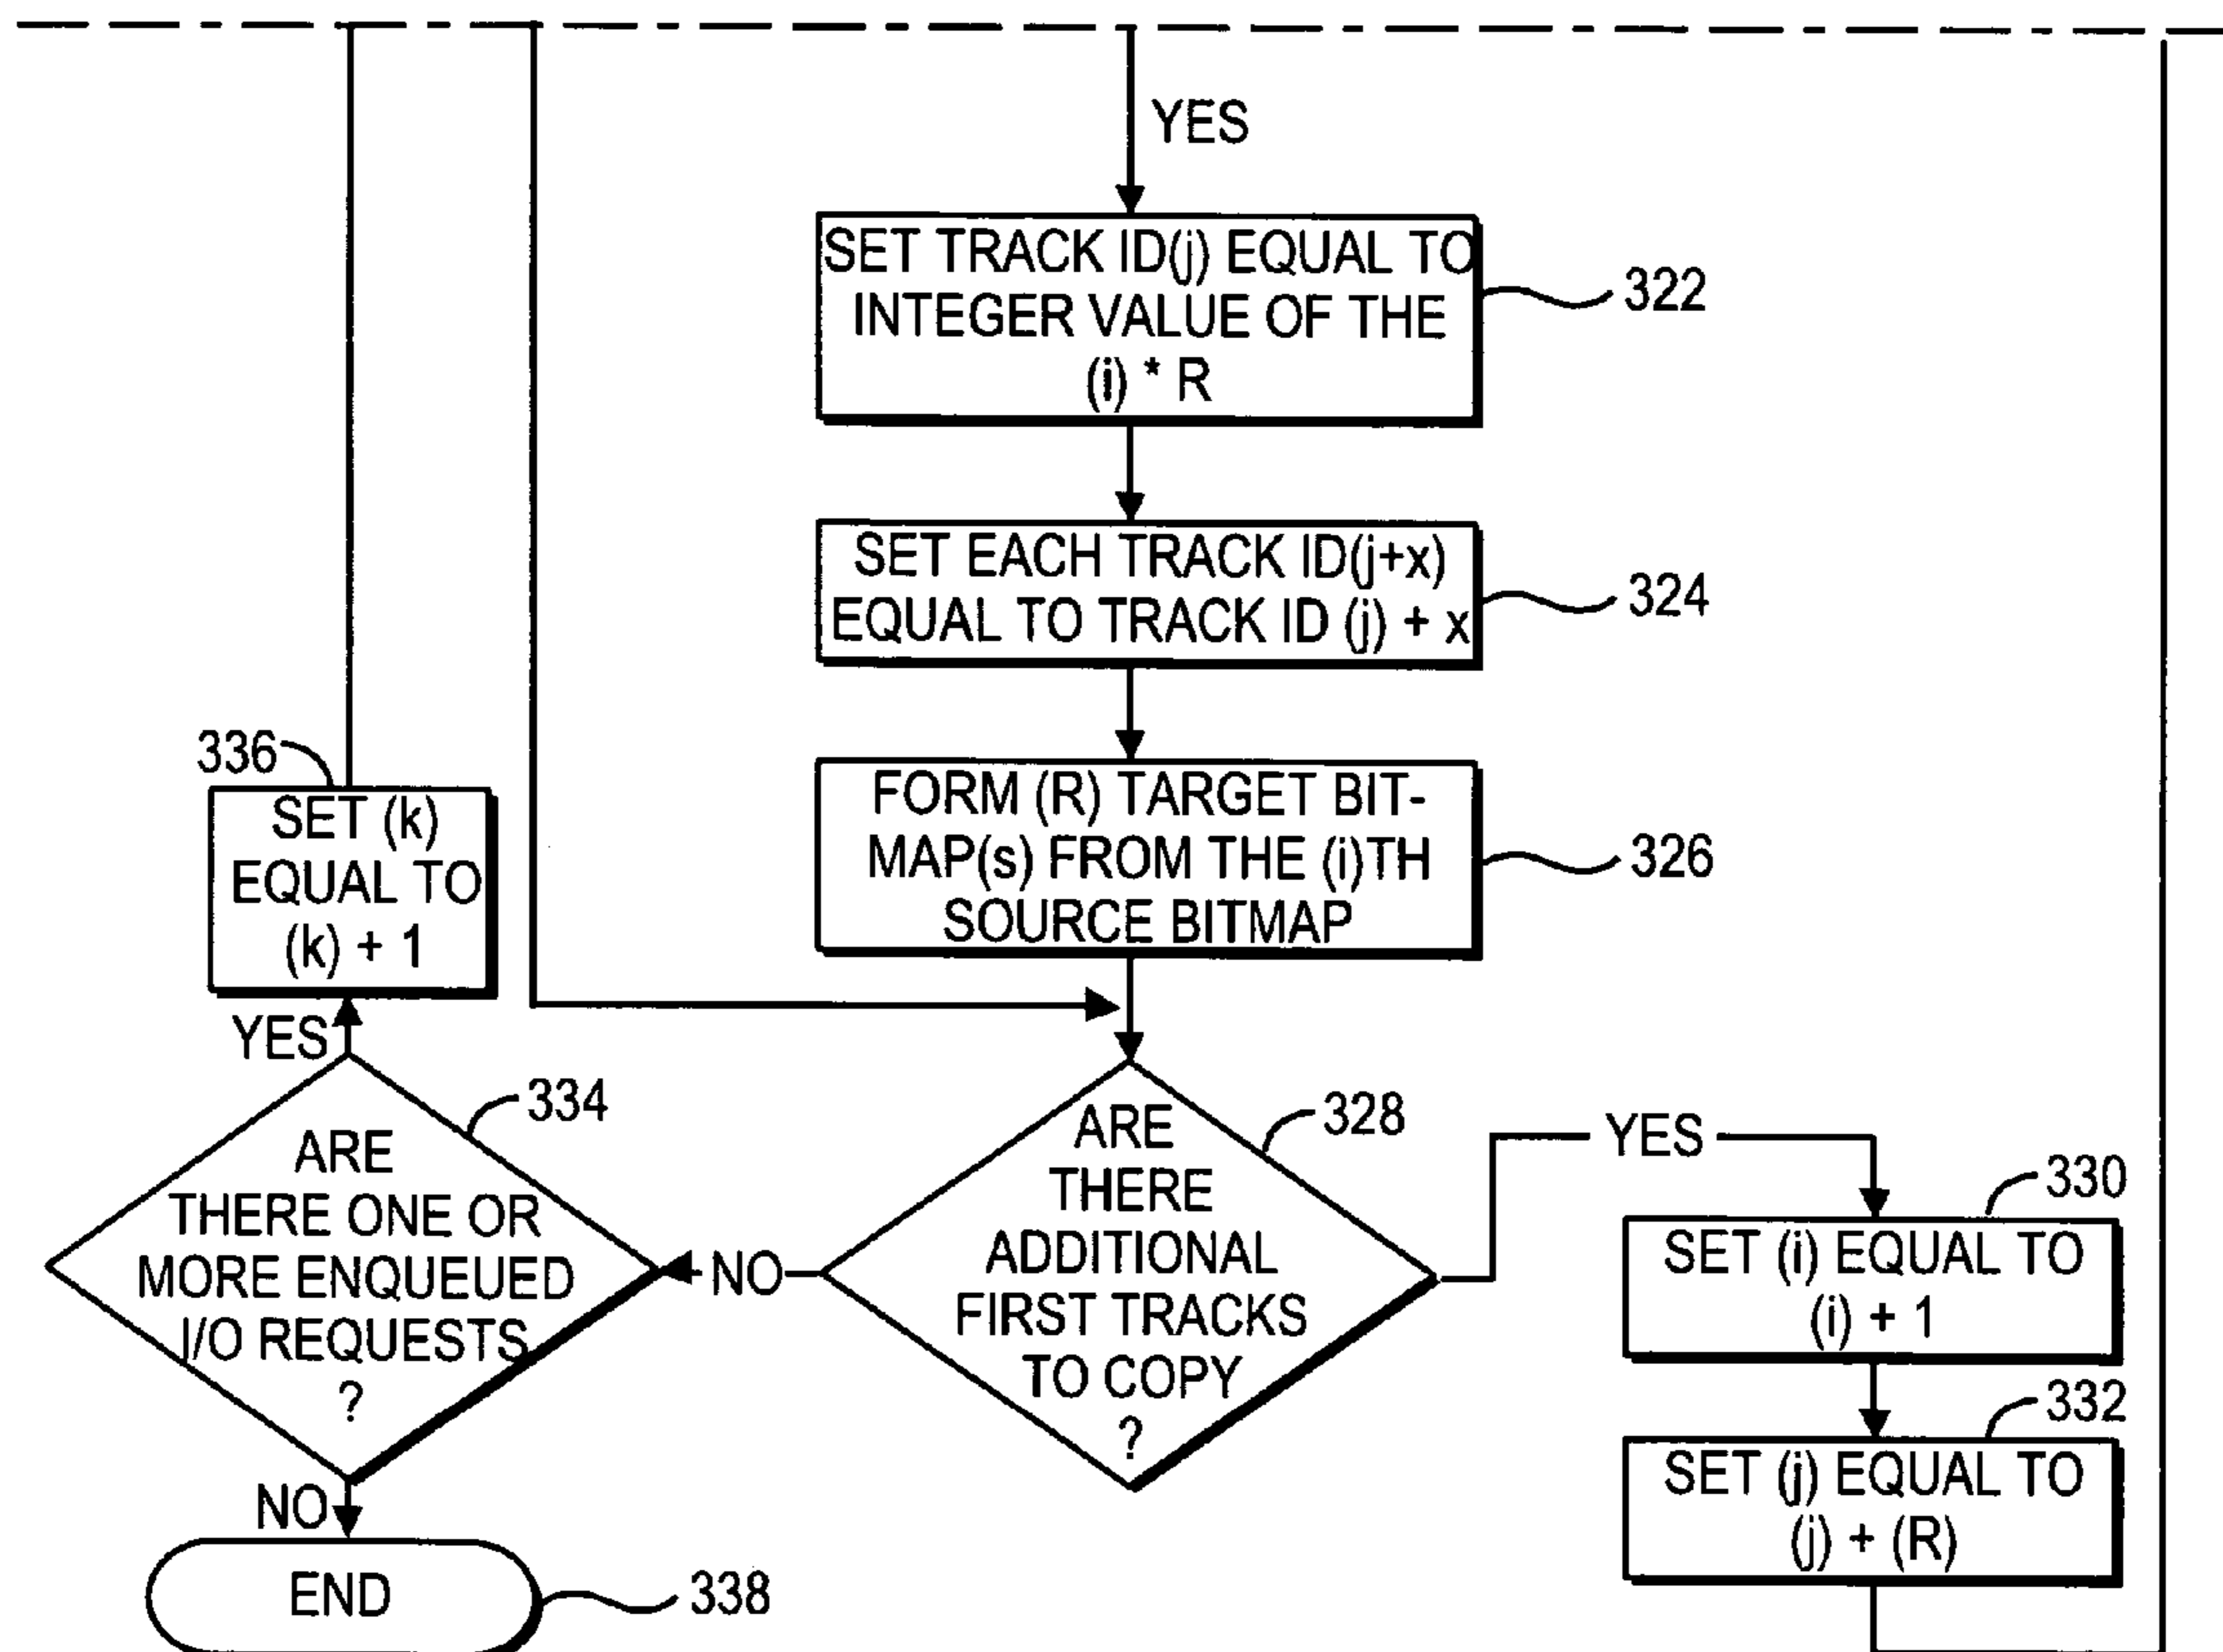 YES
SET TRACK ID(j) EQUAL TO
INTEGER VALUE OF THE
(i) * R
322
SET EACH TRACK ID(j+x)
EQUAL TO TRACK ID (j) + x
324
FORM (R) TARGET BIT-
MAP(s) FROM THE (i)TH
SOURCE BITMAP
326
336
SET (k)
EQUAL TO
(k) + 1
YES
334
ARE
THERE ONE OR
MORE ENQUEUED
I/O REQUESTS
?
NO
328
ARE
THERE
ADDITIONAL
FIRST TRACKS
TO COPY
?
YES
330
SET (i) EQUAL TO
(i) + 1
332
SET (j) EQUAL TO
(j) + (R)
NO
END
338